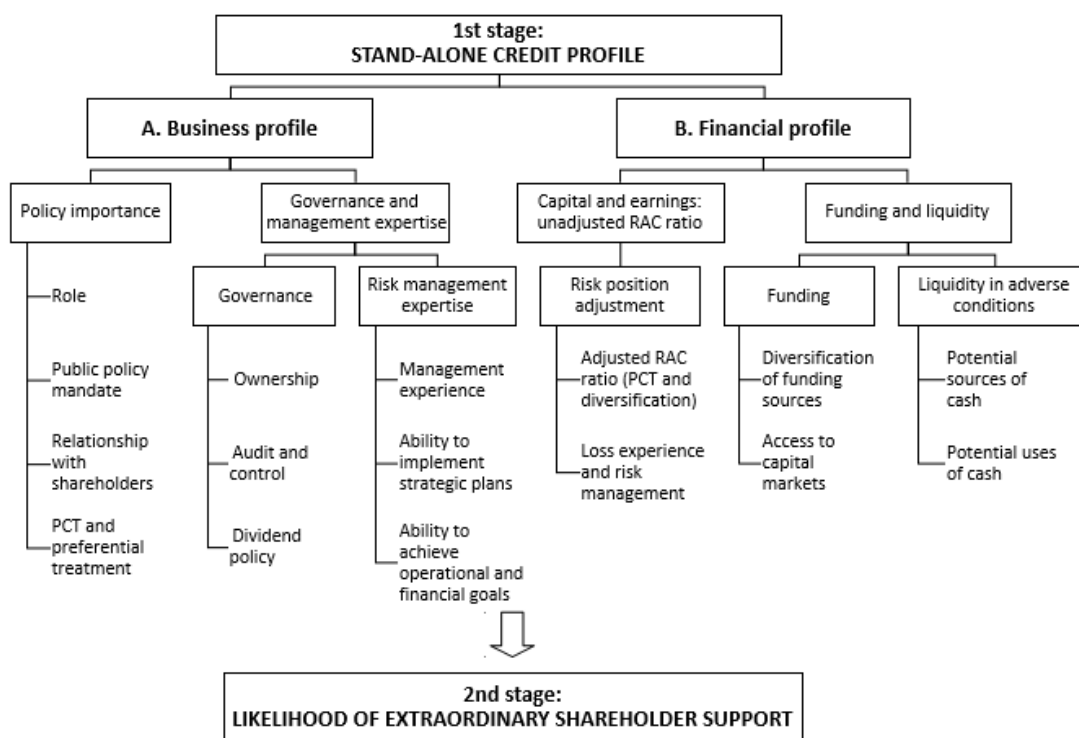 1st stage:
STAND-ALONE CREDIT PROFILE
A. Business profile
B. Financial profile
Policy importance
Governance and
management expertise
Capital and earnings:
unadjusted RAC ratio
Funding and liquidity
Role
Public policy
mandate
Relationship
with
shareholders
PCT and
preferential
treatment
Governance
Ownership
Audit and
control
Dividend
policy
Risk management
expertise
Management
experience
Ability to
implement
strategic plans
Ability to
achieve
operational and
financial goals
Risk position
adjustment
Adjusted RAC
ratio (PCT and
diversification)
Loss experience
and risk
management
Funding
Diversification
of funding
sources
Access to
capital
markets
Liquidity in adverse
conditions
Potential
sources of
cash
Potential uses
of cash
2nd stage:
LIKELIHOOD OF EXTRAORDINARY SHAREHOLDER SUPPORT